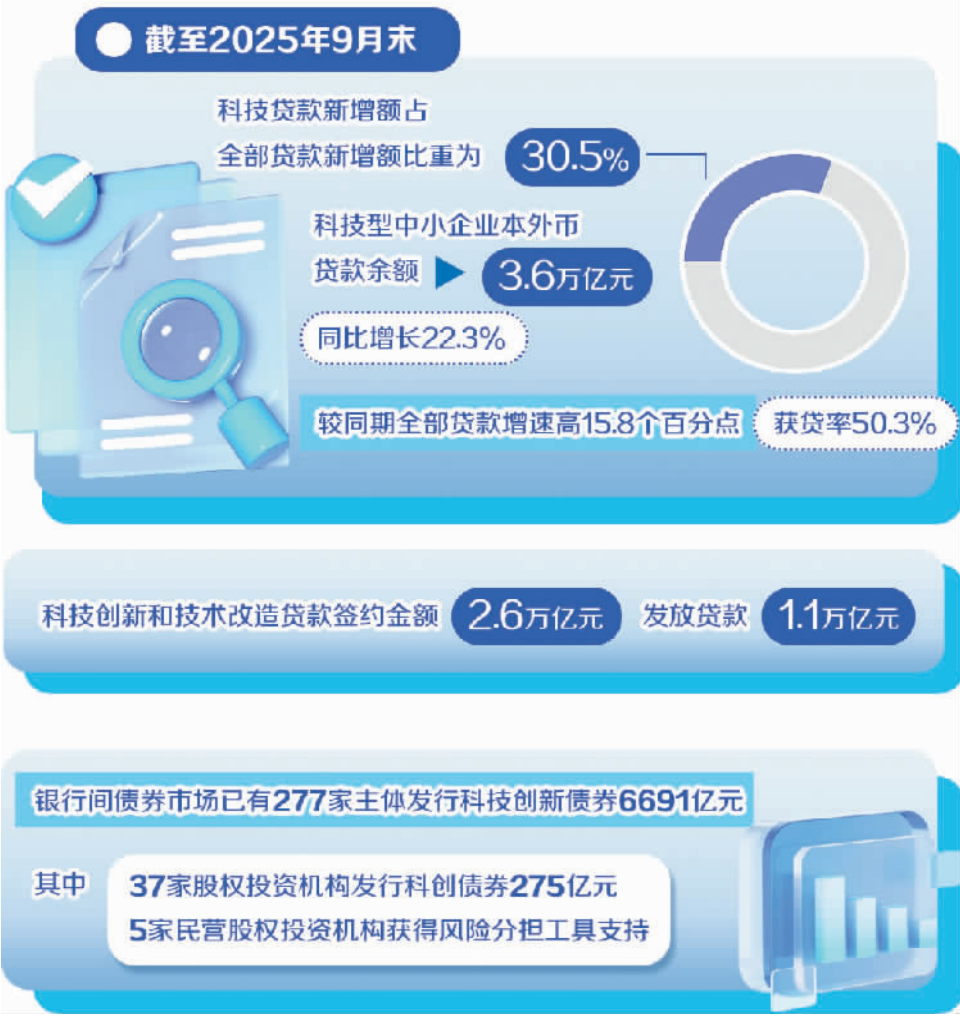 截至2025年9月末
科技贷款新增额占
全部贷款新增额比重为 30.5%
科技型中小企业本外币
贷款余额 3.6万亿元
同比增长22.3%
较同期全部贷款增速高15.8个百分点 获贷率50.3%
科技创新和技术改造贷款签约金额 2.6万亿元 发放贷款 1.1万亿元
银行间债券市场已有277家主体发行科技创新债券6691亿元
其中 37家股权投资机构发行科创债券275亿元
5家民营股权投资机构获得风险分担工具支持